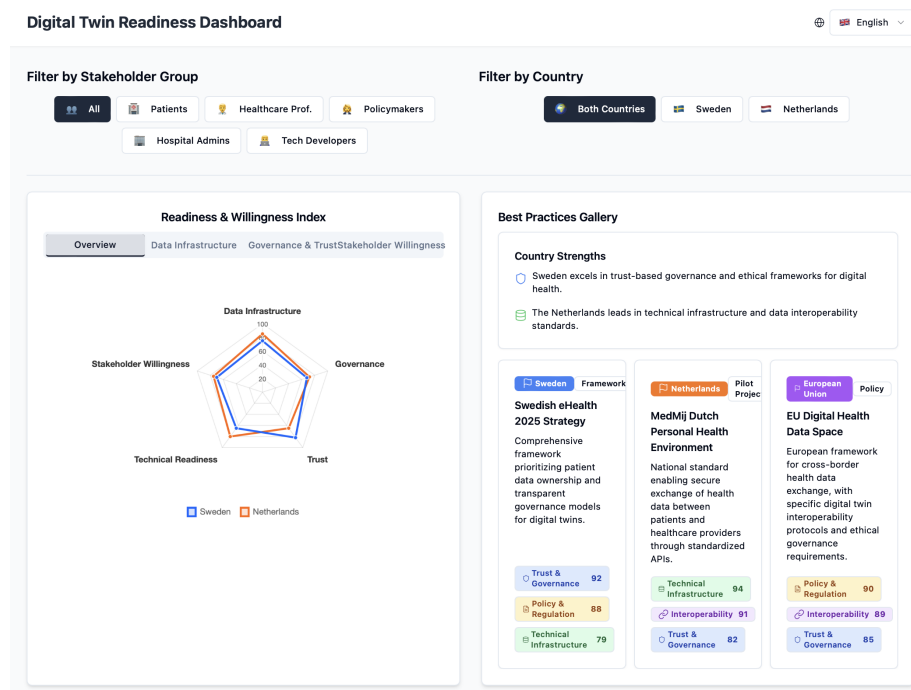 Digital Twin Readiness Dashboard
English
Filter by Stakeholder Group
Filter by Country
All
Patients
Healthcare Prof.
Policymakers
Hospital Admins
Tech Developers
Both Countries
Sweden
Netherlands
Readiness & Willingness Index
Overview
Data Infrastructure
Governance & Trust
Stakeholder Willingness
Data Infrastructure
100
80
60
40
20
Stakeholder Willingness
Governance
Technical Readiness
Trust
Sweden
Netherlands
Best Practices Gallery
Country Strengths
Sweden excels in trust-based governance and ethical frameworks for digital
health.
The Netherlands leads in technical infrastructure and data interoperability
standards.
Sweden
Framework
Swedish eHealth
2025 Strategy
Comprehensive
framework
prioritizing patient
data ownership and
transparent
governance models
for digital twins.
Trust &
Governance 92
Policy &
Regulation 88
Technical
Infrastructure 79
Netherlands
Pilot
Projec
MedMij Dutch
Personal Health
Environment
National standard
enabling secure
exchange of health
data between
patients and
healthcare providers
through standardized
APIs.
Technical
Infrastructure 94
Interoperability 91
Trust &
Governance 82
European
Union
Policy
EU Digital Health
Data Space
European framework
for cross-border
health data
exchange, with
specific digital twin
interoperability
protocols and ethical
governance
requirements.
Policy &
Regulation 90
Interoperability 89
Trust &
Governance 85